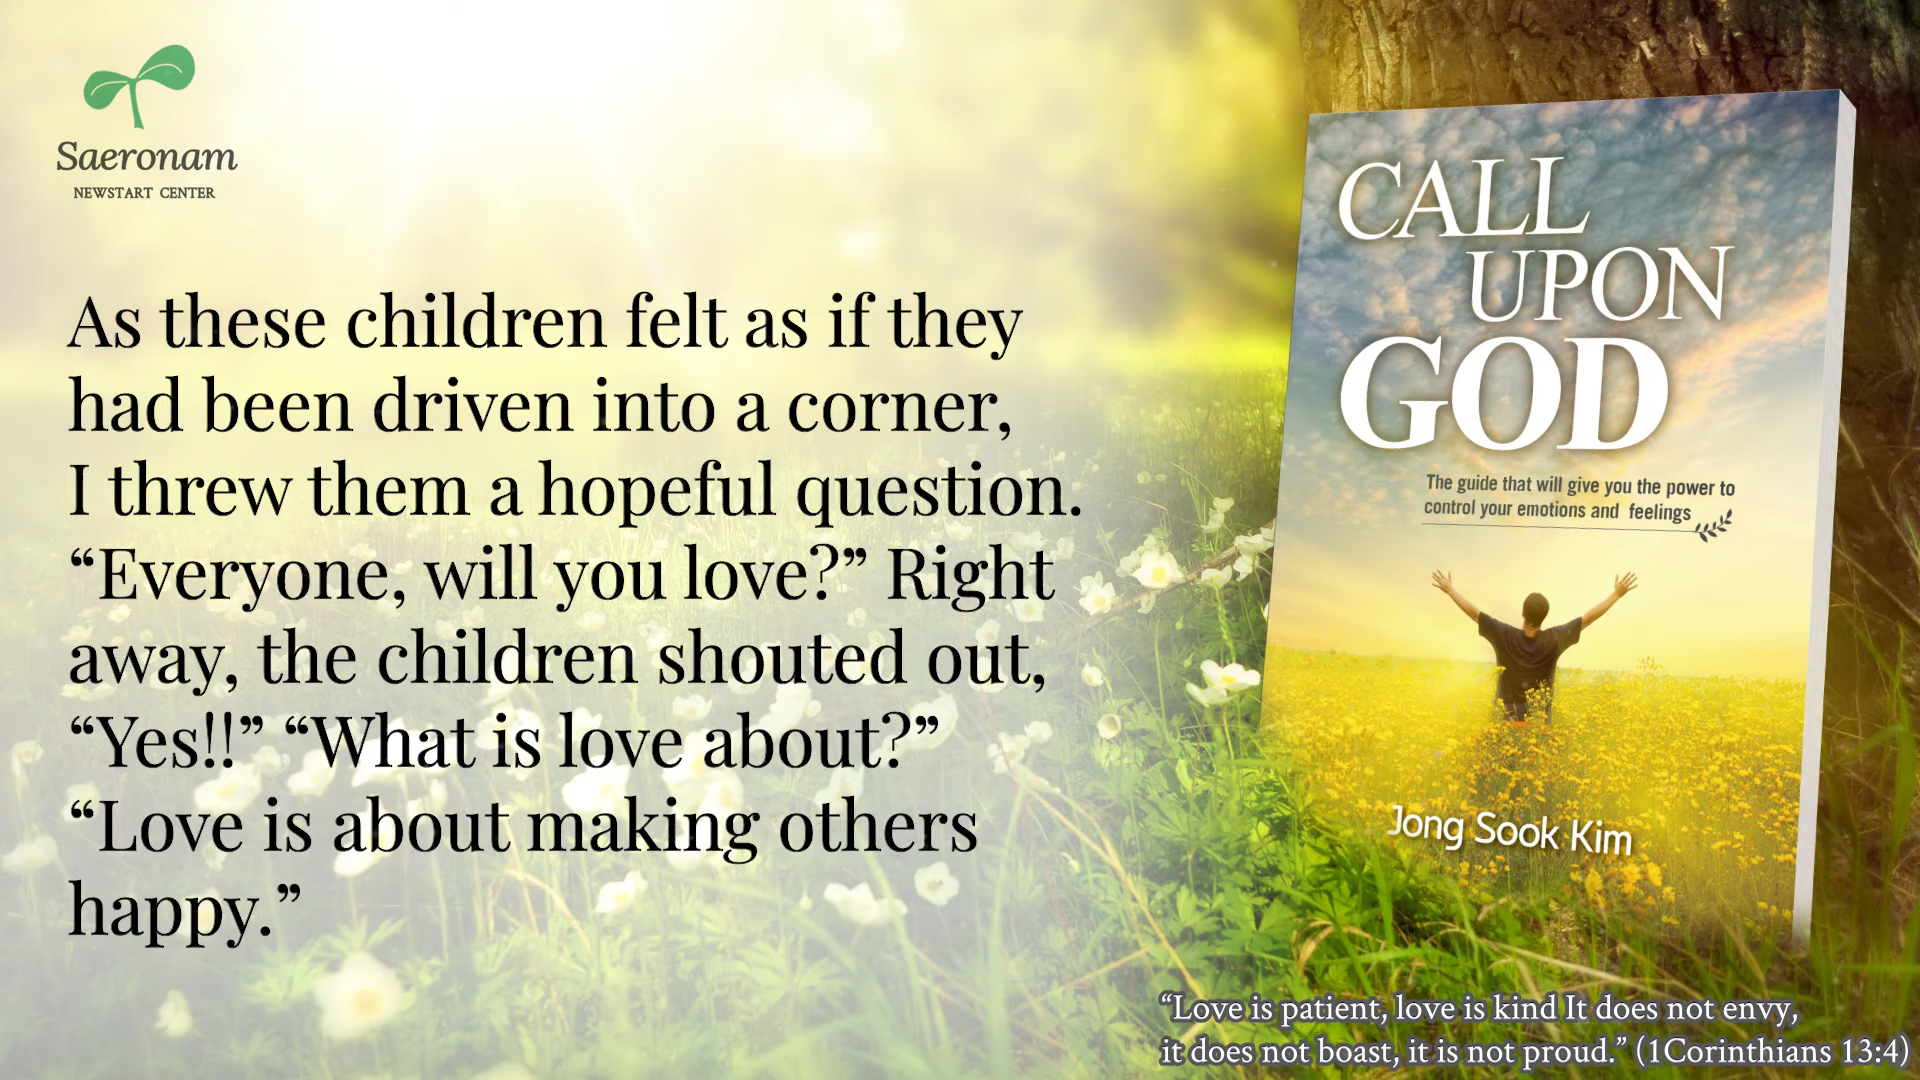 Saeronam
NEWSTART CENTER
As these children felt as if they
had been driven into a corner,
I threw them a hopeful question.
“Everyone, will you love?” Right
away, the children shouted out,
“Yes!!” “What is love about?”
“Love is about making others
happy.”
CALL
UPON
GOD
The guide that will give you the power to
control your emotions and feelings
Jong Sook Kim
“Love is patient, love is kind It does not envy,
it does not boast, it is not proud.” (1Corinthians 13:4)